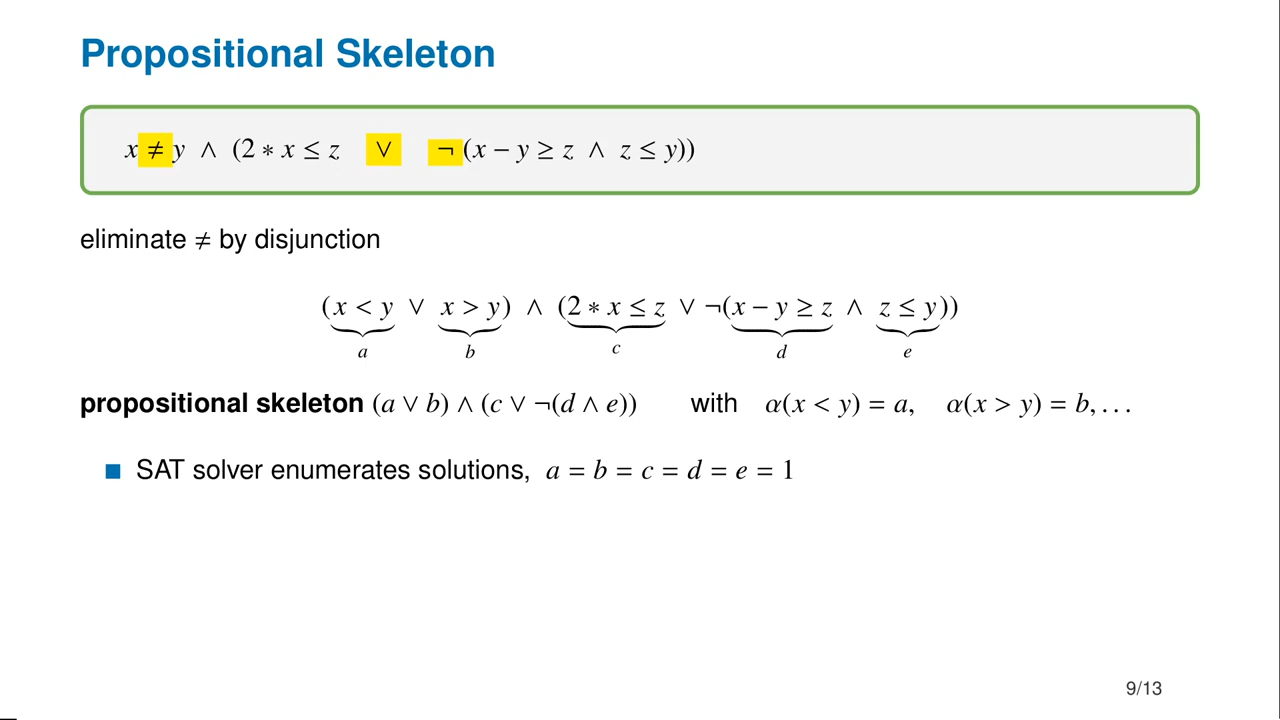 Propositional Skeleton
x ≠ y ∧ (2 ∗ x ≤ z ∨ ¬ (x − y ≥ z ∧ z ≤ y))
eliminate ≠ by disjunction
(x < y ∨ x > y) ∧ (2 ∗ x ≤ z ∨ ¬(x − y ≥ z ∧ z ≤ y))
a b c d e
propositional skeleton (a ∨ b) ∧ (c ∨ ¬(d ∧ e)) with α(x < y) = a, α(x > y) = b, . . .
SAT solver enumerates solutions, a = b = c = d = e = 1
9/13